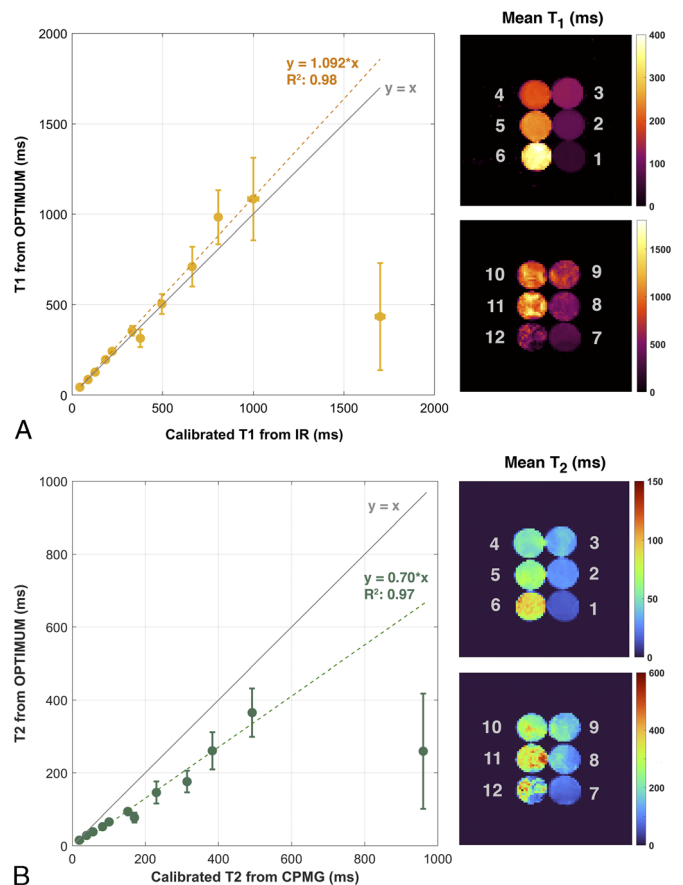 2000
1500
1000
500
0
T1 from OPTIMUM (ms)
y = 1.092*x
R²: 0.98
y = x
0 500 1000 1500 2000
Calibrated T1 from IR (ms)
A
Mean T₁ (ms)
4 3
5 2
6 1
400
300
200
100
0
10 9
11 8
12 7
1500
1000
500
0
1000
800
600
400
200
0
T2 from OPTIMUM (ms)
y = x
y = 0.70*x
R²: 0.97
0 200 400 600 800 1000
Calibrated T2 from CPMG (ms)
B
Mean T₂ (ms)
4 3
5 2
6 1
150
100
50
0
10 9
11 8
12 7
600
400
200
0